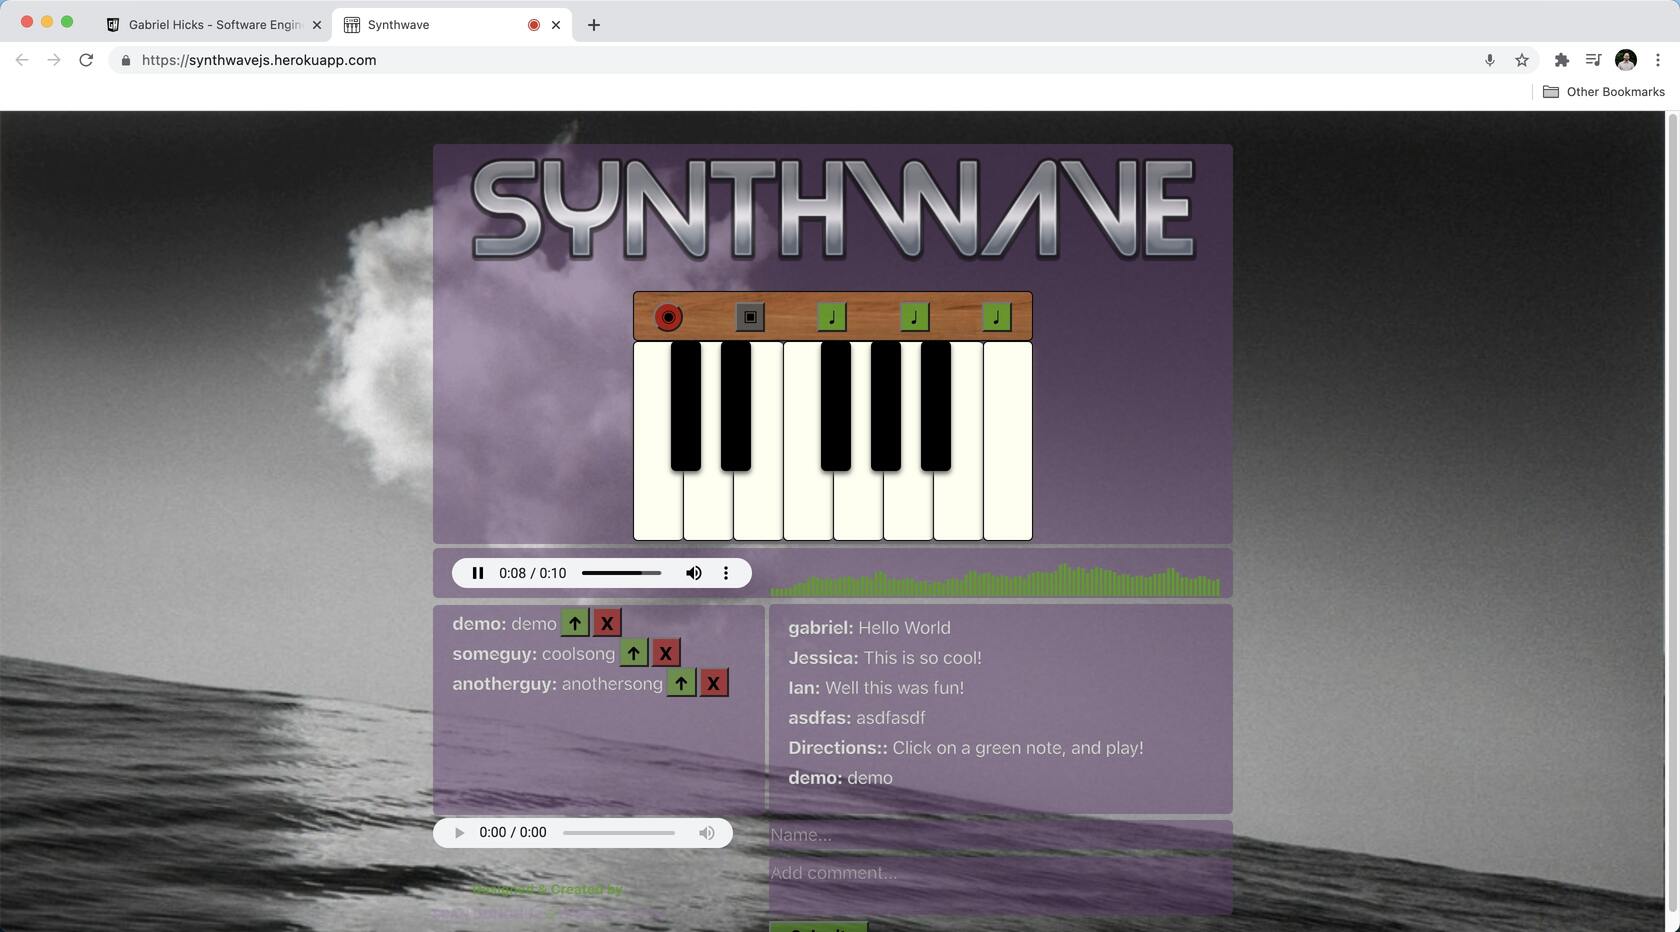 Gabriel Hicks - Software Engin
Synthwave
https://synthwavejs.herokuapp.com
Other Bookmarks
SYNTHWAVE
0:08 / 0:10
demo: demo ↑ X
someguy: coolsong ↑ X
anotherguy: anothersong ↑ X
gabriel: Hello World
Jessica: This is so cool!
Ian: Well this was fun!
asdfas: asdfasdf
Directions:: Click on a green note, and play!
demo: demo
0:00 / 0:00
Name...
Add comment...
Designed & Created by